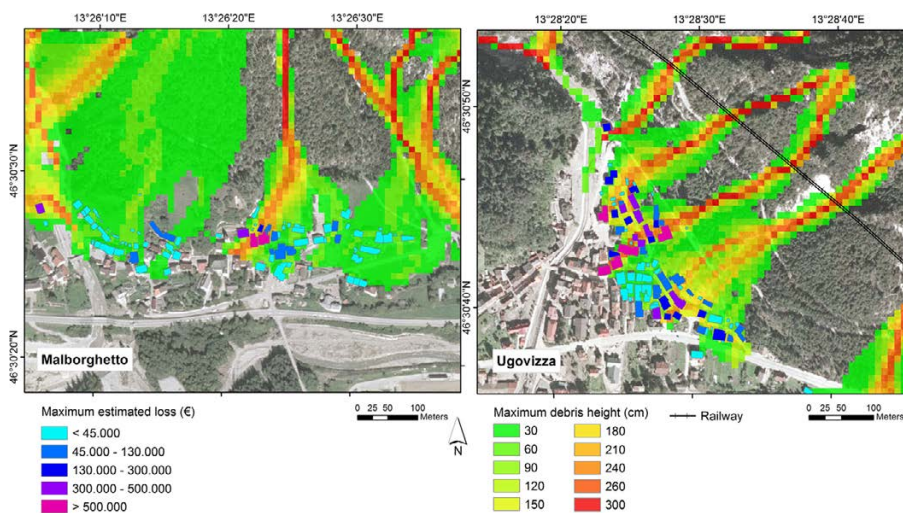 13°26'10"E 13°26'20"E 13°26'30"E
13°28'20"E 13°28'30"E 13°28'40"E
46°30'30"N
46°30'20"N
46°30'50"N
46°30'40"N
Malborghetto
Ugovizza
Maximum estimated loss (€)
< 45.000
45.000 - 130.000
130.000 - 300.000
300.000 - 500.000
> 500.000
0 25 50 100
Meters
N
Maximum debris height (cm)
30
60
90
120
150
180
210
240
260
300
Railway
0 25 50 100
Meters